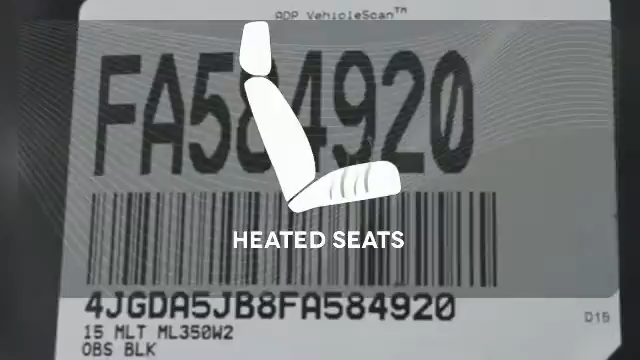 ADP VehicleScan™
FA584920
HEATED SEATS
4JGDA5JB8FA584920
15 MLT ML350W2
OBS BLK
D15